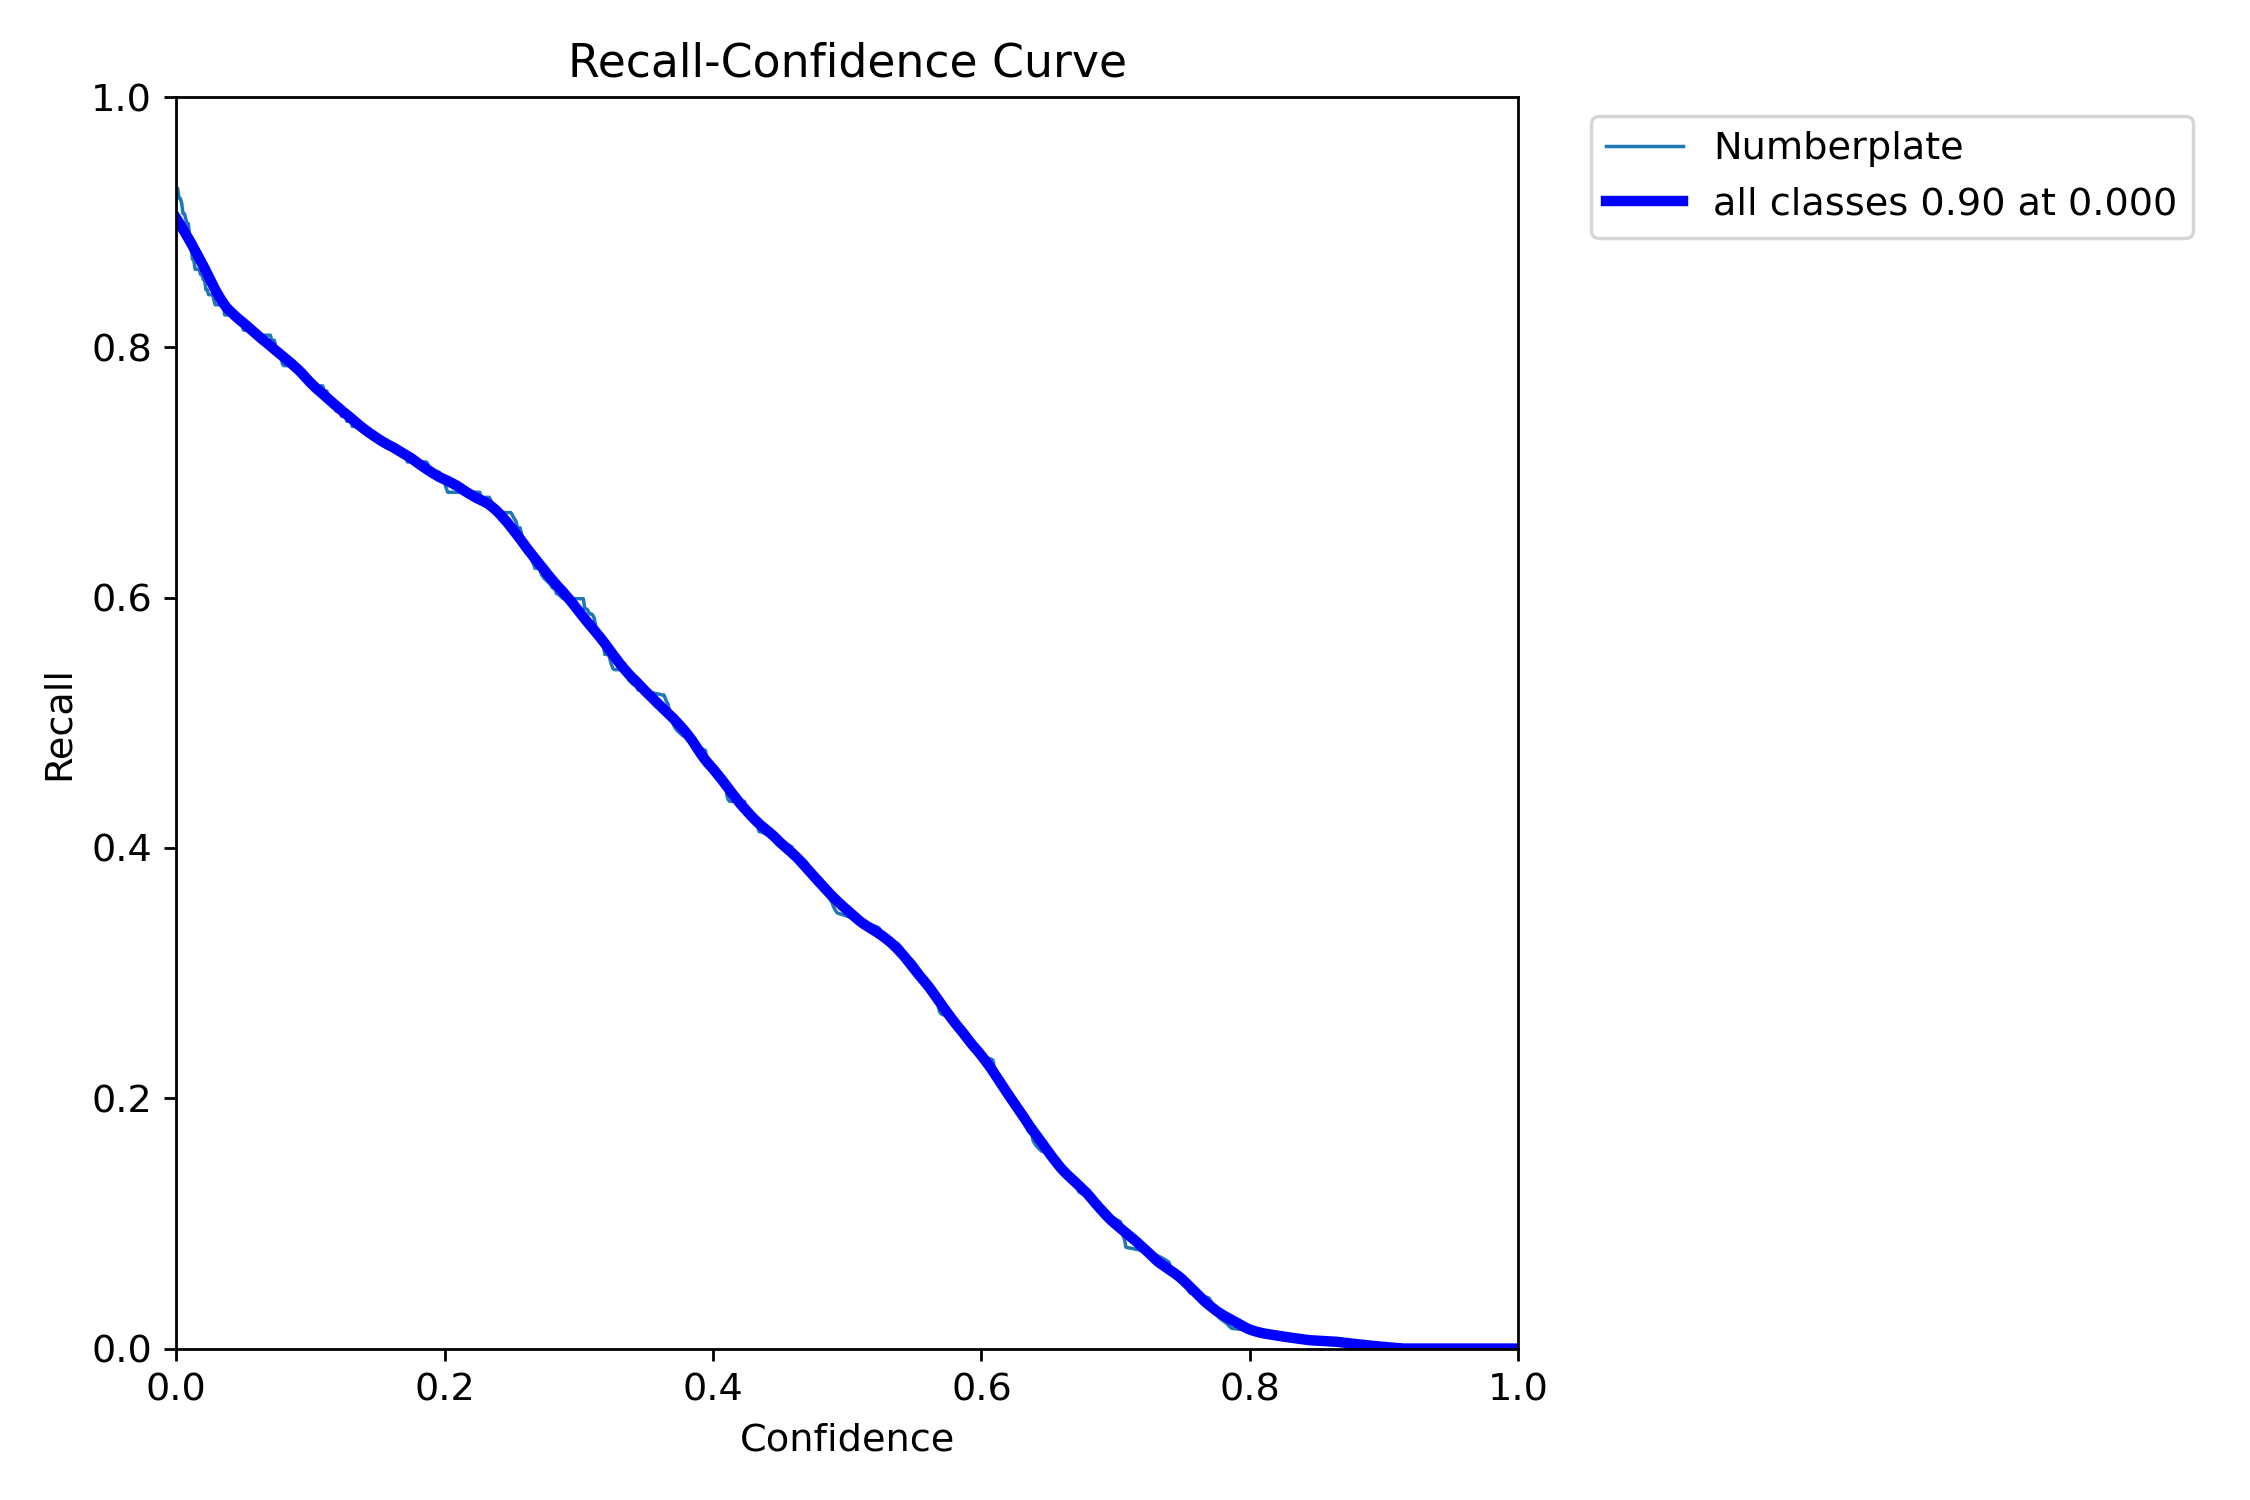 Recall-Confidence Curve
Numberplate
all classes 0.90 at 0.000
1.0
0.8
0.6
0.4
0.2
0.0
Recall
0.0 0.2 0.4 0.6 0.8 1.0
Confidence